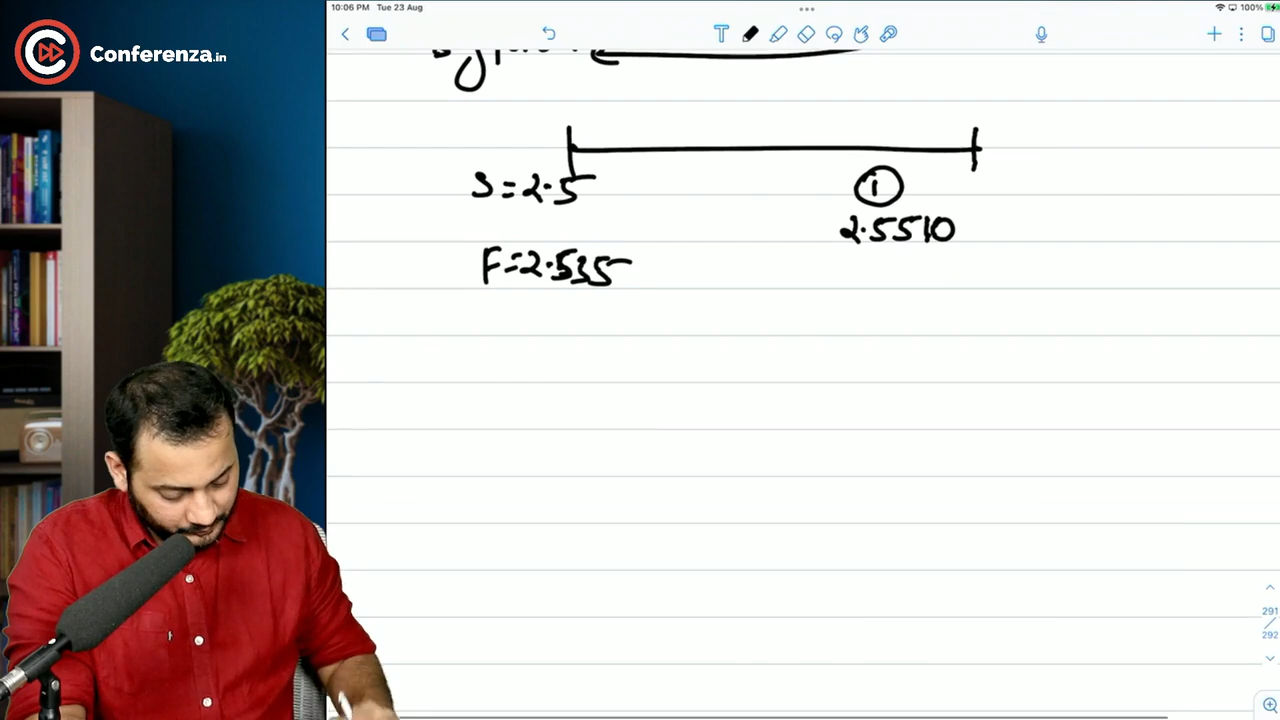 10:06 PM Tue 23 Aug
100%
Conferenza.in
T
S = 2.5
1
2.5510
F = 2.535
291
292